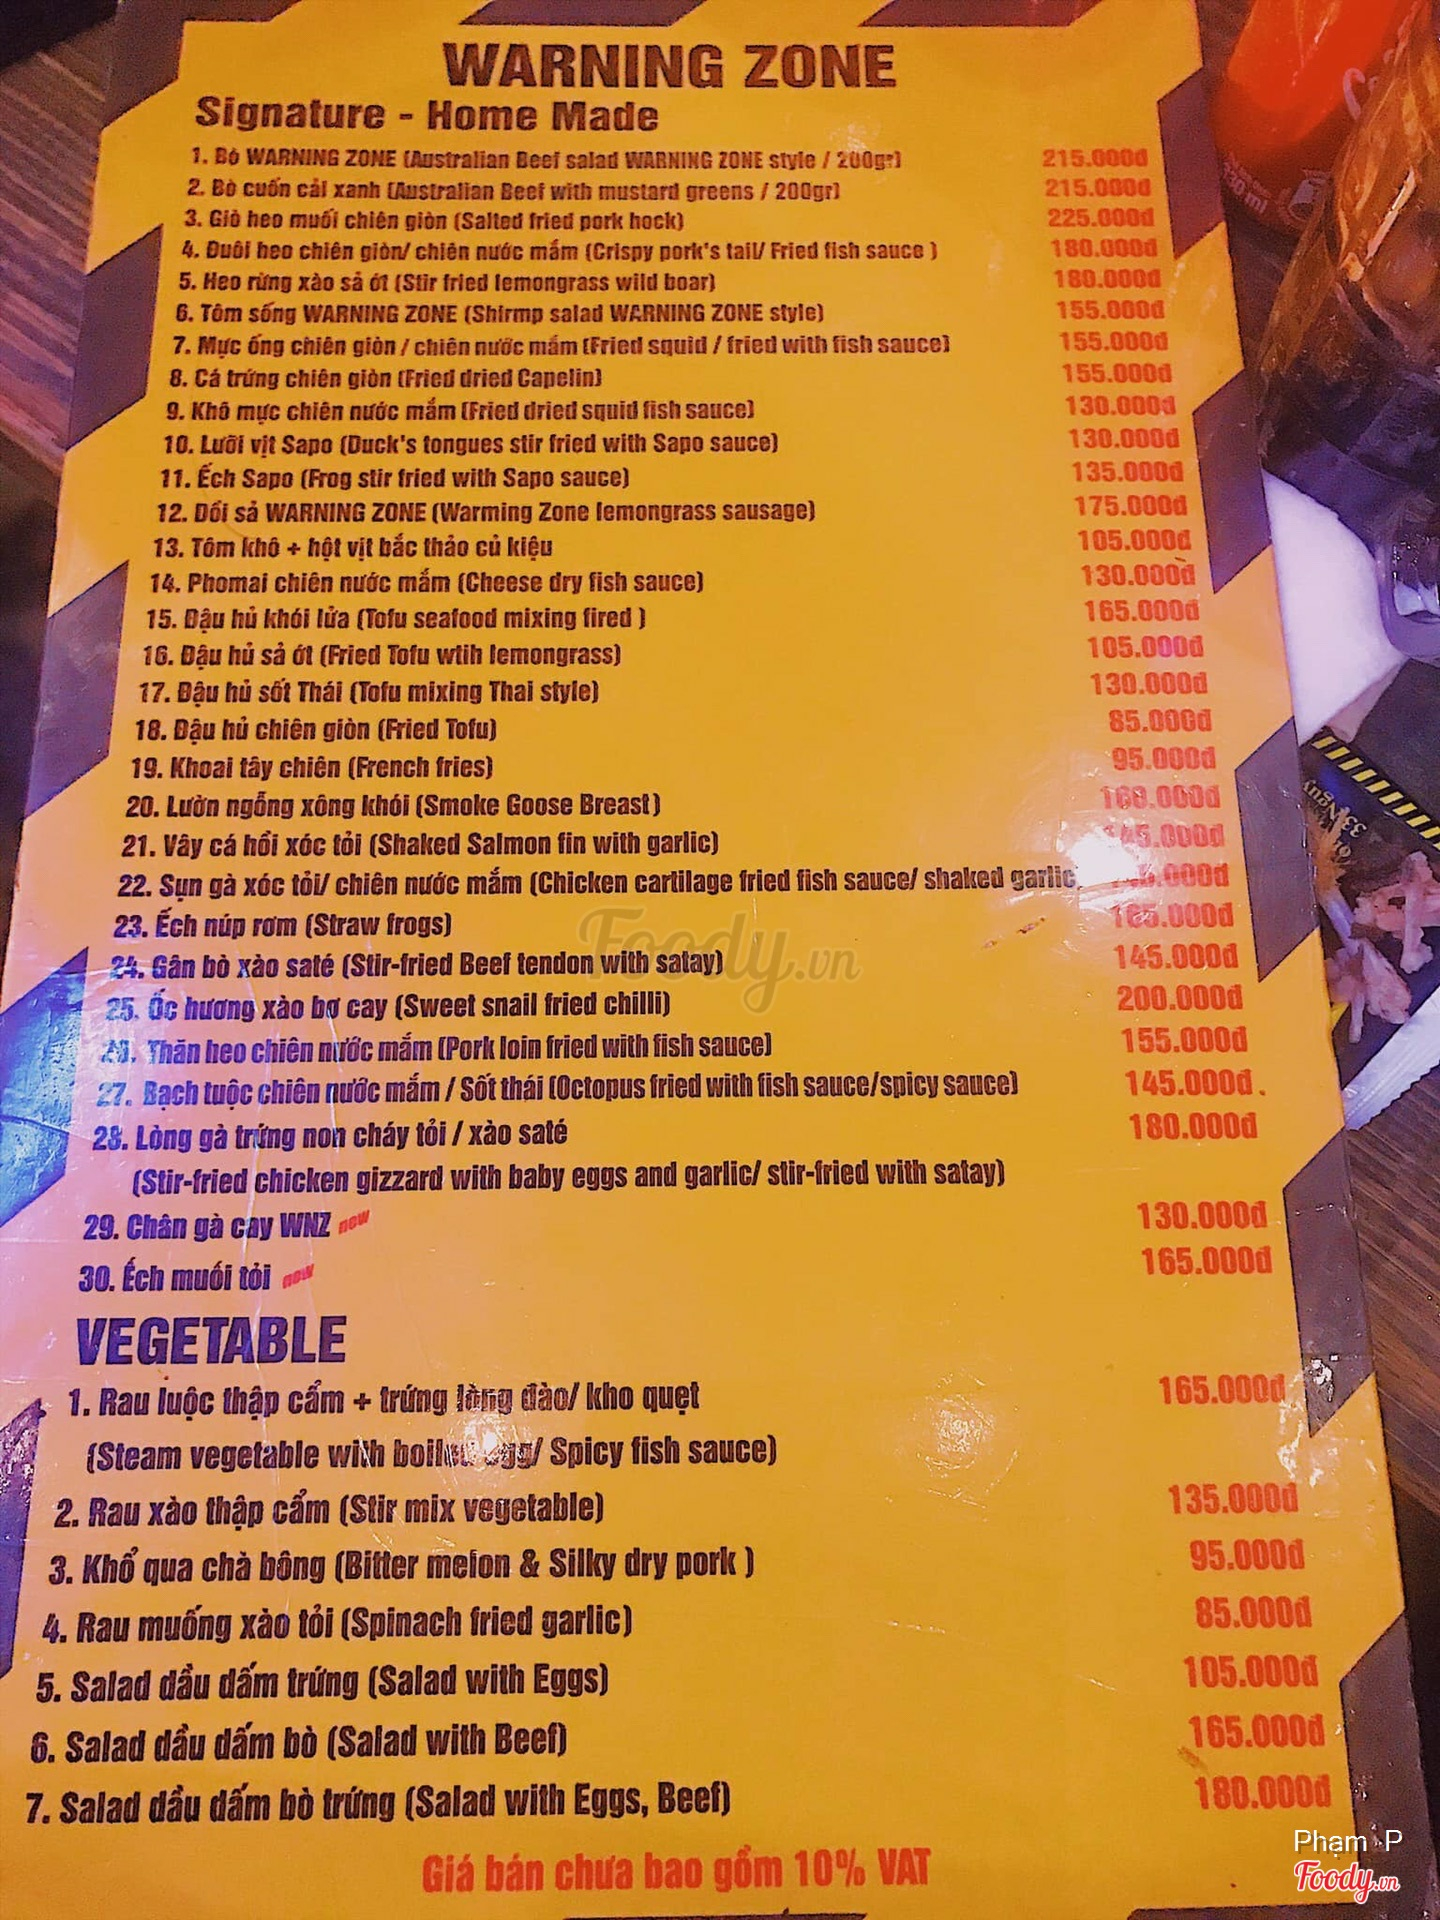 WARNING ZONE
Signature - Home Made
1. Bò WARNING ZONE (Australian Beef salad WARNING ZONE style / 200gr) 215.000đ
2. Bò cuốn cải xanh (Australian Beef with mustard greens / 200gr) 215.000đ
3. Giò heo muối chiên giòn (Salted fried pork hock) 225.000đ
4. Đuôi heo chiên giòn/ chiên nước mắm (Crispy pork's tail/ Fried fish sauce ) 180.000đ
5. Heo rừng xào sả ớt (Stir fried lemongrass wild boar) 180.000đ
6. Tôm sống WARNING ZONE (Shirmp salad WARNING ZONE style) 155.000đ
7. Mực ống chiên giòn / chiên nước mắm (Fried squid / fried with fish sauce) 155.000đ
8. Cá trứng chiên giòn (Fried dried Capelin) 155.000đ
9. Khô mực chiên nước mắm (Fried dried squid fish sauce) 130.000đ
10. Lưỡi vịt Sapo (Duck's tongues stir fried with Sapo sauce) 130.000đ
11. Ếch Sapo (Frog stir fried with Sapo sauce) 135.000đ
12. Dồi sả WARNING ZONE (Warming Zone lemongrass sausage) 175.000đ
13. Tôm khô + hột vịt bắc thảo củ kiệu 105.000đ
14. Phomai chiên nước mắm (Cheese dry fish sauce) 130.000đ
15. Đậu hủ khói lửa (Tofu seafood mixing fired ) 165.000đ
16. Đậu hủ sả ớt (Fried Tofu wtih lemongrass) 105.000đ
17. Đậu hủ sốt Thái (Tofu mixing Thai style) 130.000đ
18. Đậu hủ chiên giòn (Fried Tofu) 85.000đ
19. Khoai tây chiên (French fries) 95.000đ
20. Lườn ngỗng xông khói (Smoke Goose Breast)
21. Vây cá hồi xóc tỏi (Shaked Salmon fin with garlic)
22. Sụn gà xóc tỏi/ chiên nước mắm (Chicken cartilage fried fish sauce/ shaked garlic
23. Ếch núp rơm (Straw frogs)
24. Gân bò xào saté (Stir-fried Beef tendon with satay) 145.000đ
25. Ốc hương xào bơ cay (Sweet snail fried chilli) 200.000đ
26. Thăn heo chiên nước mắm (Pork loin fried with fish sauce) 155.000đ
27. Bạch tuộc chiên nước mắm / Sốt thái (Octopus fried with fish sauce/spicy sauce) 145.000đ.
28. Lòng gà trứng non cháy tỏi / xào saté 180.000đ
(Stir-fried chicken gizzard with baby eggs and garlic/ stir-fried with satay)
29. Chân gà cay WNZ new 130.000đ
30. Ếch muối tỏi new 165.000đ
VEGETABLE
1. Rau luộc thập cẩm + trứng lòng đào/ kho quẹt 165.000đ
(Steam vegetable with boiled egg/ Spicy fish sauce)
2. Rau xào thập cẩm (Stir mix vegetable) 135.000đ
3. Khổ qua chà bông (Bitter melon & Silky dry pork ) 95.000đ
4. Rau muống xào tỏi (Spinach fried garlic) 85.000đ
5. Salad dầu dấm trứng (Salad with Eggs) 105.000đ
6. Salad dầu dấm bò (Salad with Beef) 165.000đ
7. Salad dầu dấm bò trứng (Salad with Eggs, Beef) 180.000đ
Giá bán chưa bao gồm 10% VAT
Foody.vn
Phạm P
Foody.vn